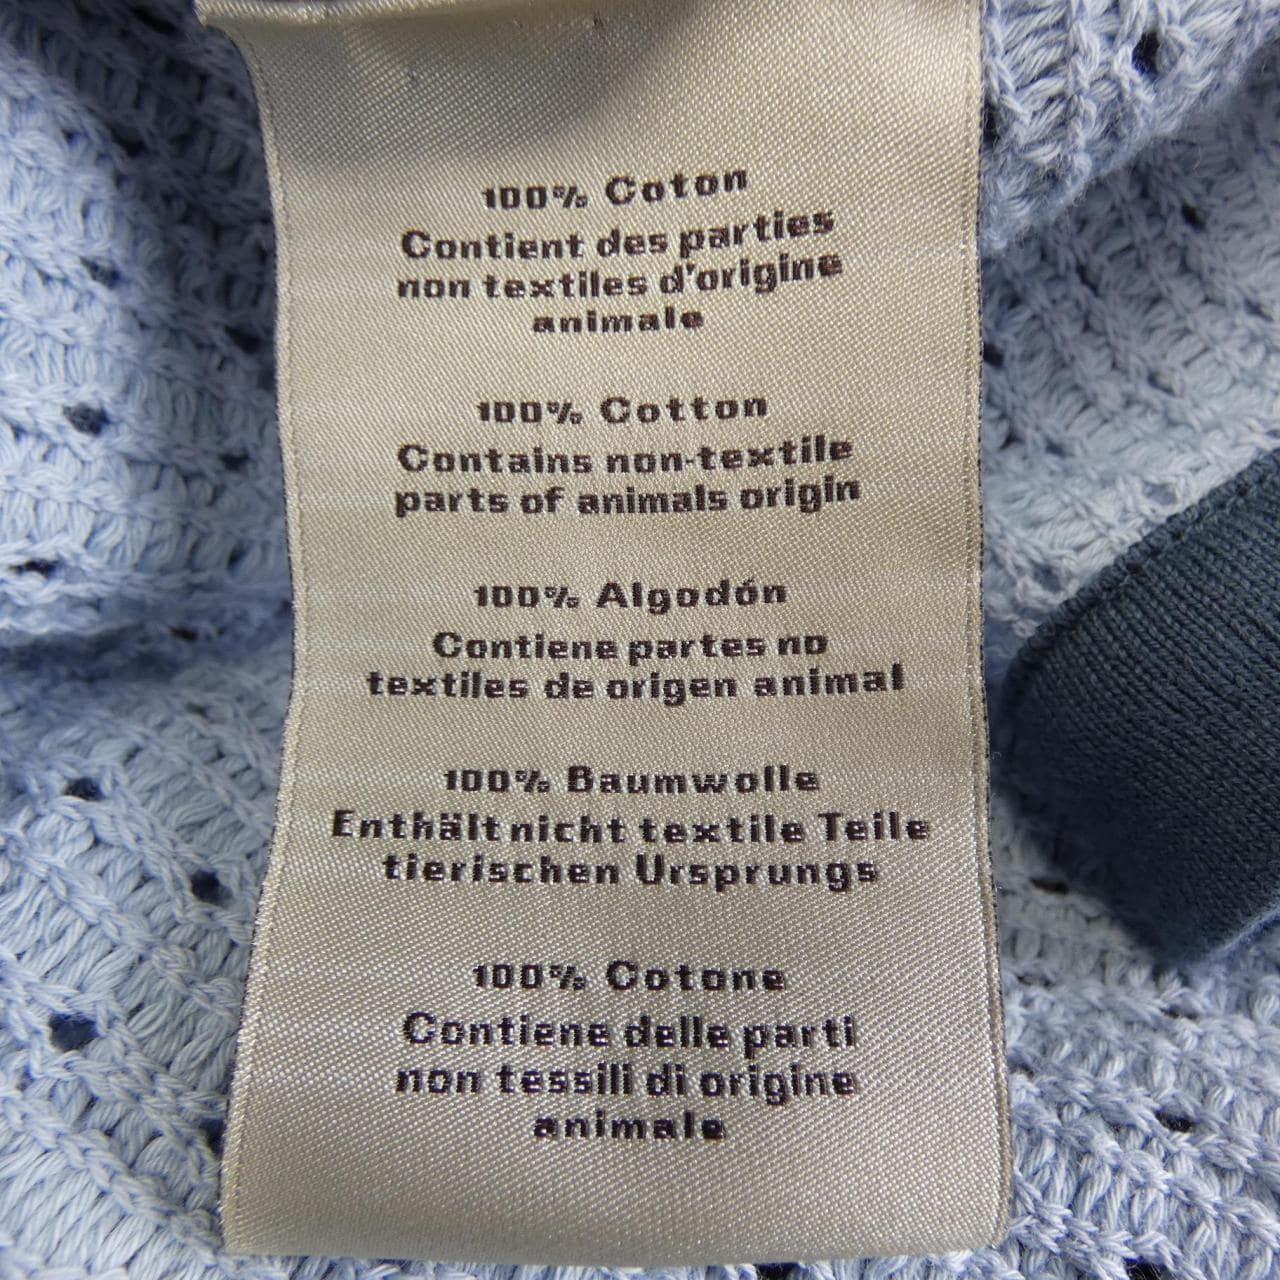 100% Coton
Contient des parties
non textiles d'origine
animale
100% Cotton
Contains non-textile
parts of animals origin
100% Algodón
Contiene partes no
textiles de origen animal
100% Baumwolle
Enthält nicht textile Teile
tierischen Ursprungs
100% Cotone
Contiene delle parti
non tessili di origine
animale